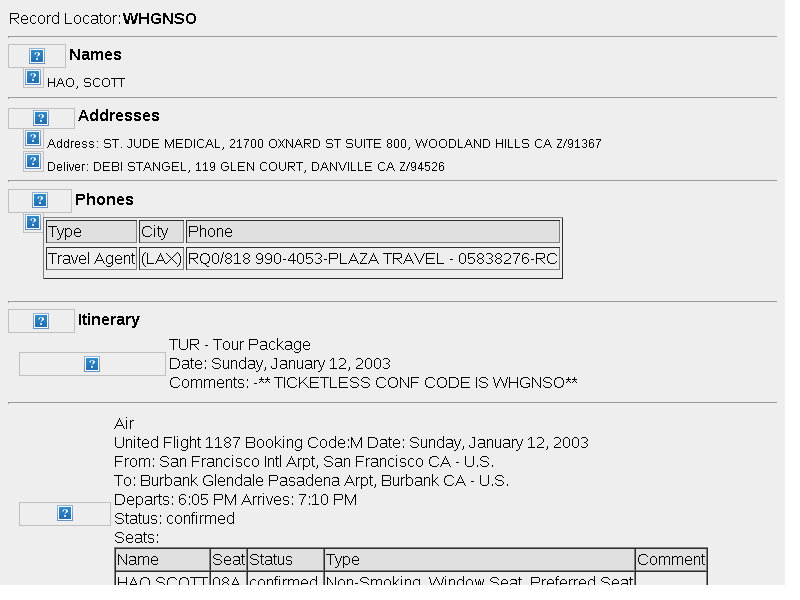 Record Locator:WHGNSO
Names
HAO, SCOTT
Addresses
Address: ST. JUDE MEDICAL, 21700 OXNARD ST SUITE 800, WOODLAND HILLS CA Z/91367
Deliver: DEBI STANGEL, 119 GLEN COURT, DANVILLE CA Z/94526
Phones
Type City Phone
Travel Agent (LAX) RQ0/818 990-4053-PLAZA TRAVEL - 05838276-RC
Itinerary
TUR - Tour Package
Date: Sunday, January 12, 2003
Comments: -** TICKETLESS CONF CODE IS WHGNSO**
Air
United Flight 1187 Booking Code:M Date: Sunday, January 12, 2003
From: San Francisco Intl Arpt, San Francisco CA - U.S.
To: Burbank Glendale Pasadena Arpt, Burbank CA - U.S.
Departs: 6:05 PM Arrives: 7:10 PM
Status: confirmed
Seats:
Name Seat Status Type Comment
HAO SCOTT 08A confirmed Non-Smoking, Window Seat, Preferred Seat